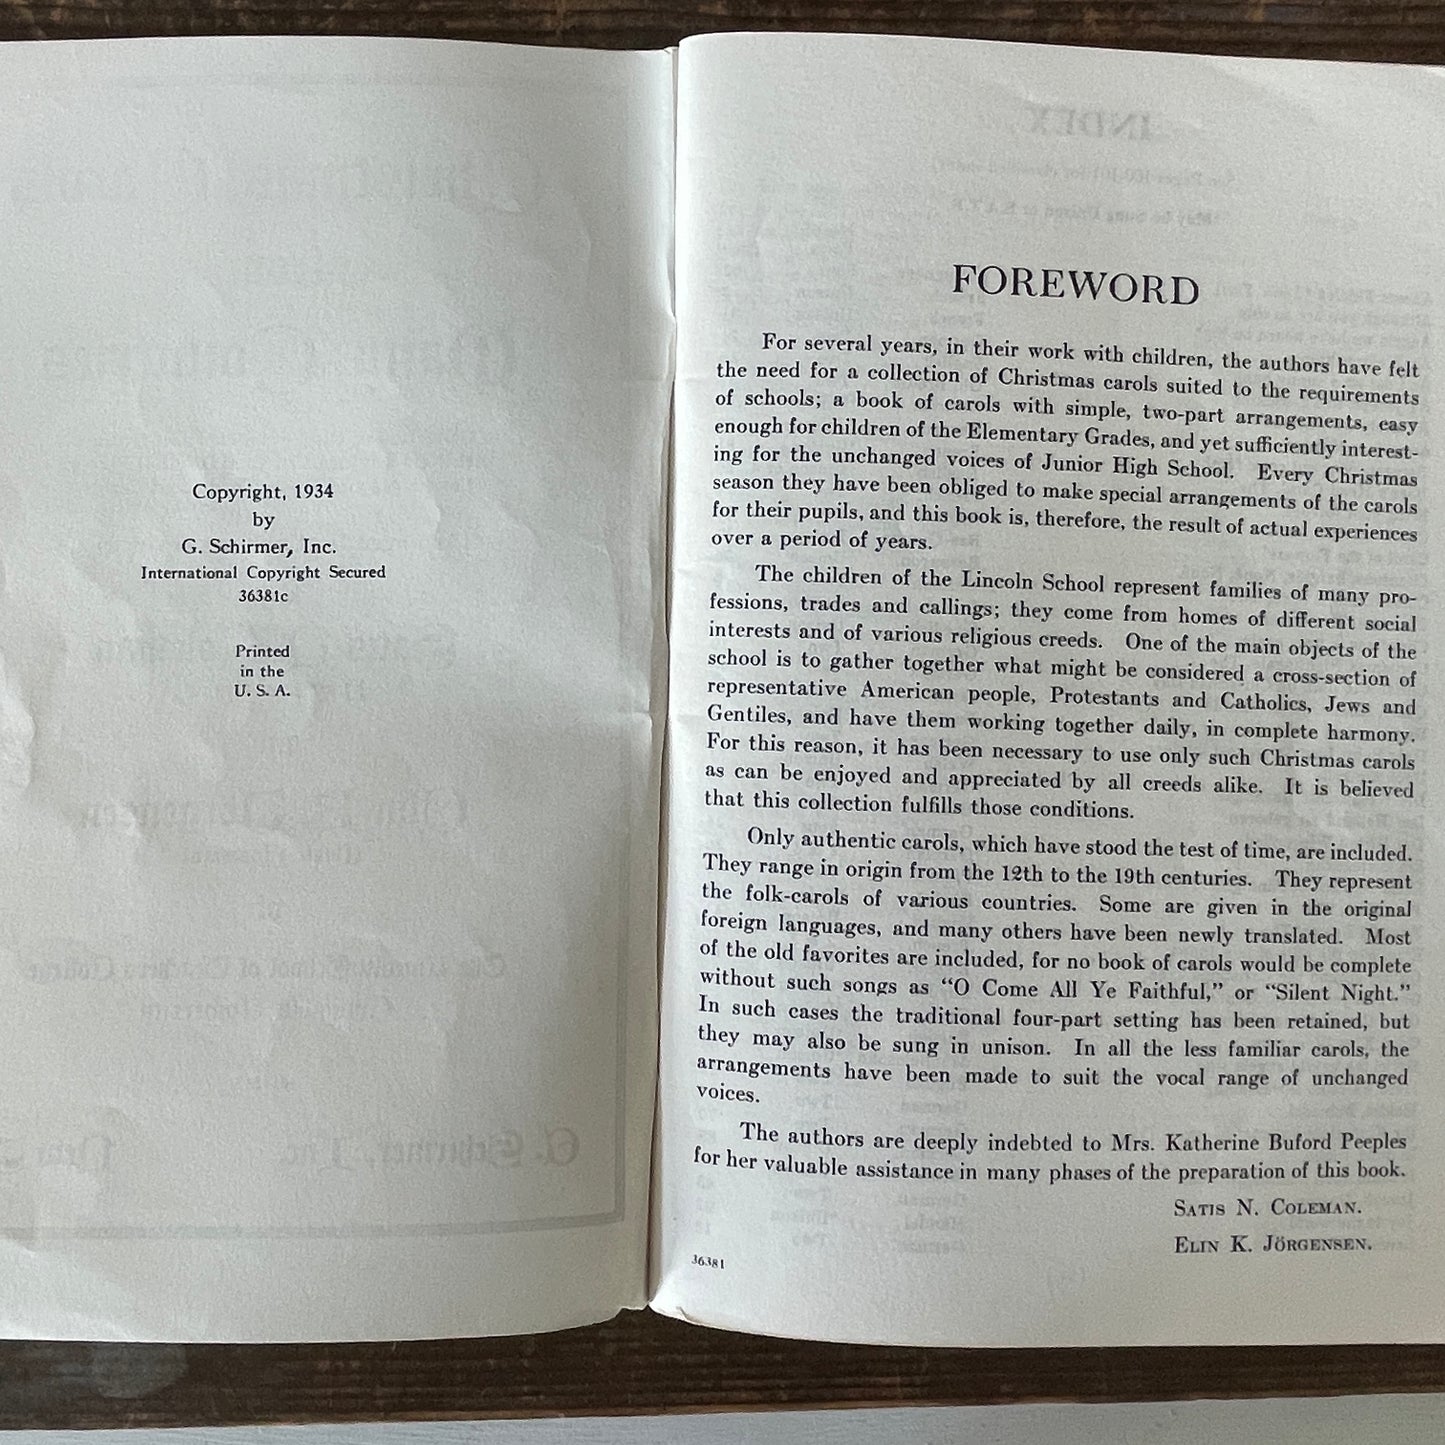 Copyright, 1934
by
G. Schirmer, Inc.
International Copyright Secured
36381c
Printed
in the
U. S. A.
FOREWORD
For several years, in their work with children, the authors have felt
the need for a collection of Christmas carols suited to the requirements
of schools; a book of carols with simple, two-part arrangements, easy
enough for children of the Elementary Grades, and yet sufficiently interest-
ing for the unchanged voices of Junior High School. Every Christmas
season they have been obliged to make special arrangements of the carols
for their pupils, and this book is, therefore, the result of actual experiences
over a period of years.
The children of the Lincoln School represent families of many pro-
fessions, trades and callings; they come from homes of different social
interests and of various religious creeds. One of the main objects of the
school is to gather together what might be considered a cross-section of
representative American people, Protestants and Catholics, Jews and
Gentiles, and have them working together daily, in complete harmony.
For this reason, it has been necessary to use only such Christmas carols
as can be enjoyed and appreciated by all creeds alike. It is believed
that this collection fulfills those conditions.
Only authentic carols, which have stood the test of time, are included.
They range in origin from the 12th to the 19th centuries. They represent
the folk-carols of various countries. Some are given in the original
foreign languages, and many others have been newly translated. Most
of the old favorites are included, for no book of carols would be complete
without such songs as “O Come All Ye Faithful,” or “Silent Night.”
In such cases the traditional four-part setting has been retained, but
they may also be sung in unison. In all the less familiar carols, the
arrangements have been made to suit the vocal range of unchanged
voices.
The authors are deeply indebted to Mrs. Katherine Buford Peeples
for her valuable assistance in many phases of the preparation of this book.
SATIS N. COLEMAN.
ELIN K. JÖRGENSEN.
36381